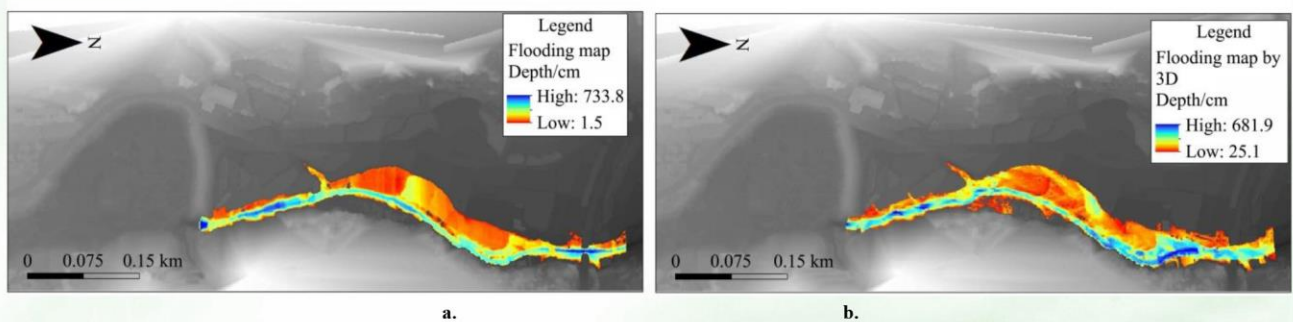 N
Legend
Flooding map
Depth/cm
High: 733.8
Low: 1.5
0 0.075 0.15 km
a.
N
Legend
Flooding map by
3D
Depth/cm
High: 681.9
Low: 25.1
0 0.075 0.15 km
b.